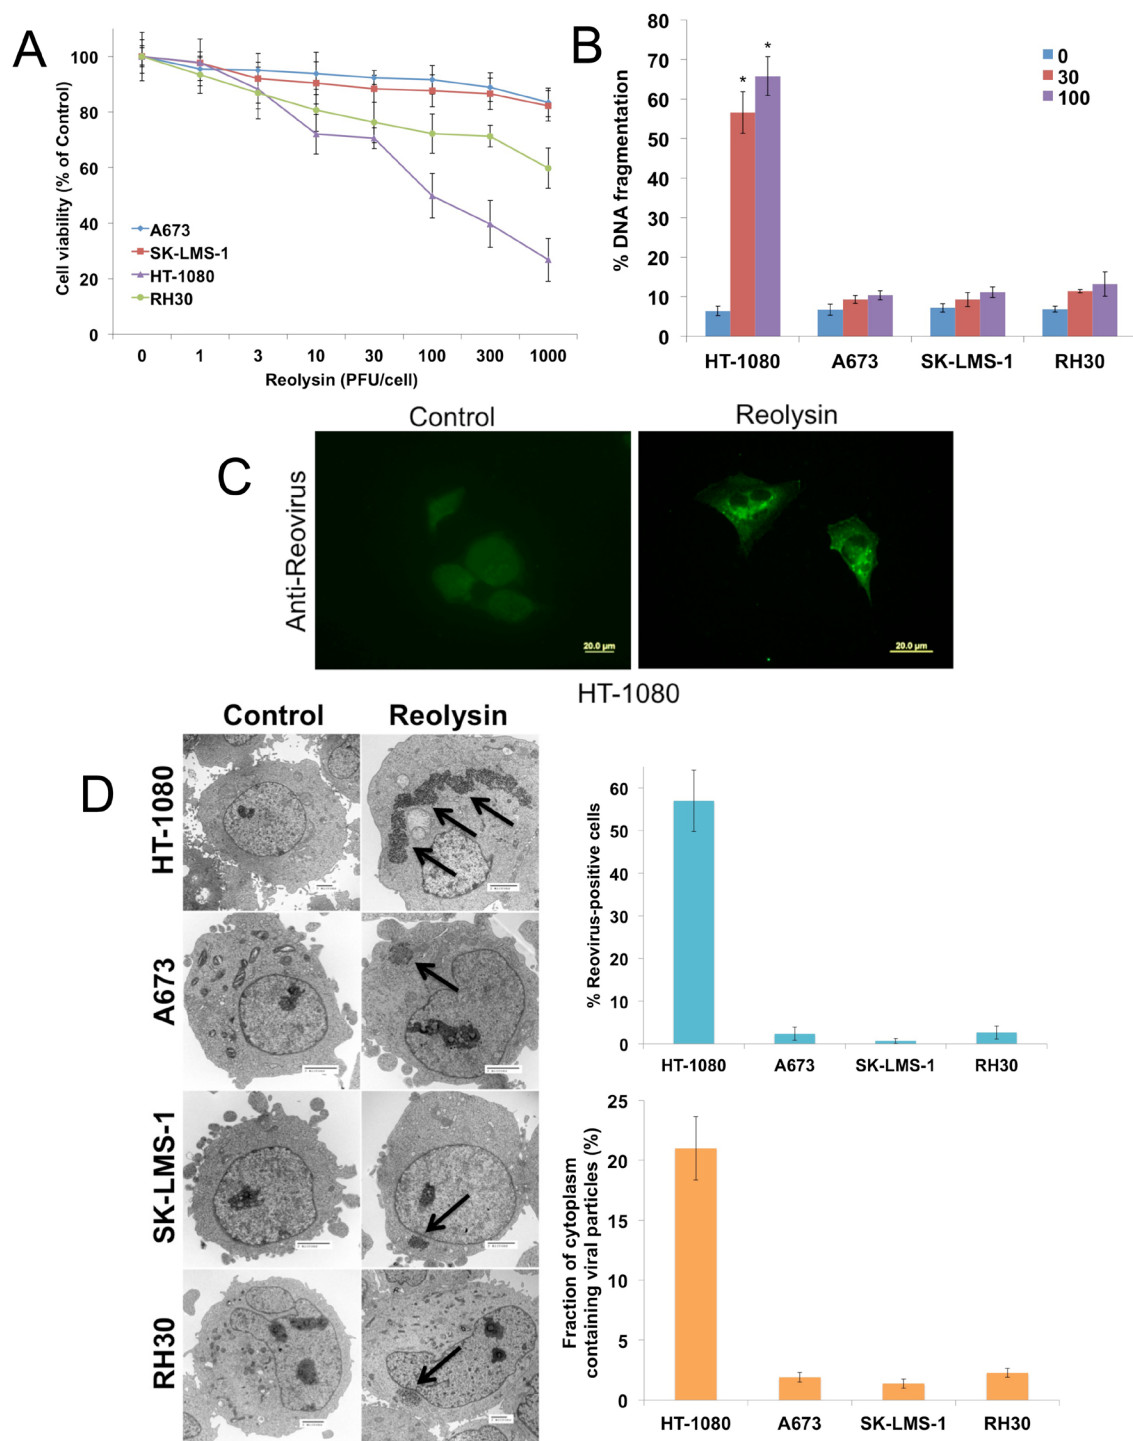 A
Cell viability (% of Control)
100
80
60
40
20
0
A673
SK-LMS-1
HT-1080
RH30
0 1 3 10 30 100 300 1000
Reolysin (PFU/cell)
B
% DNA fragmentation
80
70
60
50
40
30
20
10
0
* *
0
30
100
HT-1080 A673 SK-LMS-1 RH30
C
Control Reolysin
Anti-Reovirus
20.0 µm 20.0 µm
HT-1080
D
Control Reolysin
HT-1080
A673
SK-LMS-1
RH30
% Reovirus-positive cells
60
50
40
30
20
10
0
HT-1080 A673 SK-LMS-1 RH30
Fraction of cytoplasm
containing viral particles (%)
25
20
15
10
5
0
HT-1080 A673 SK-LMS-1 RH30